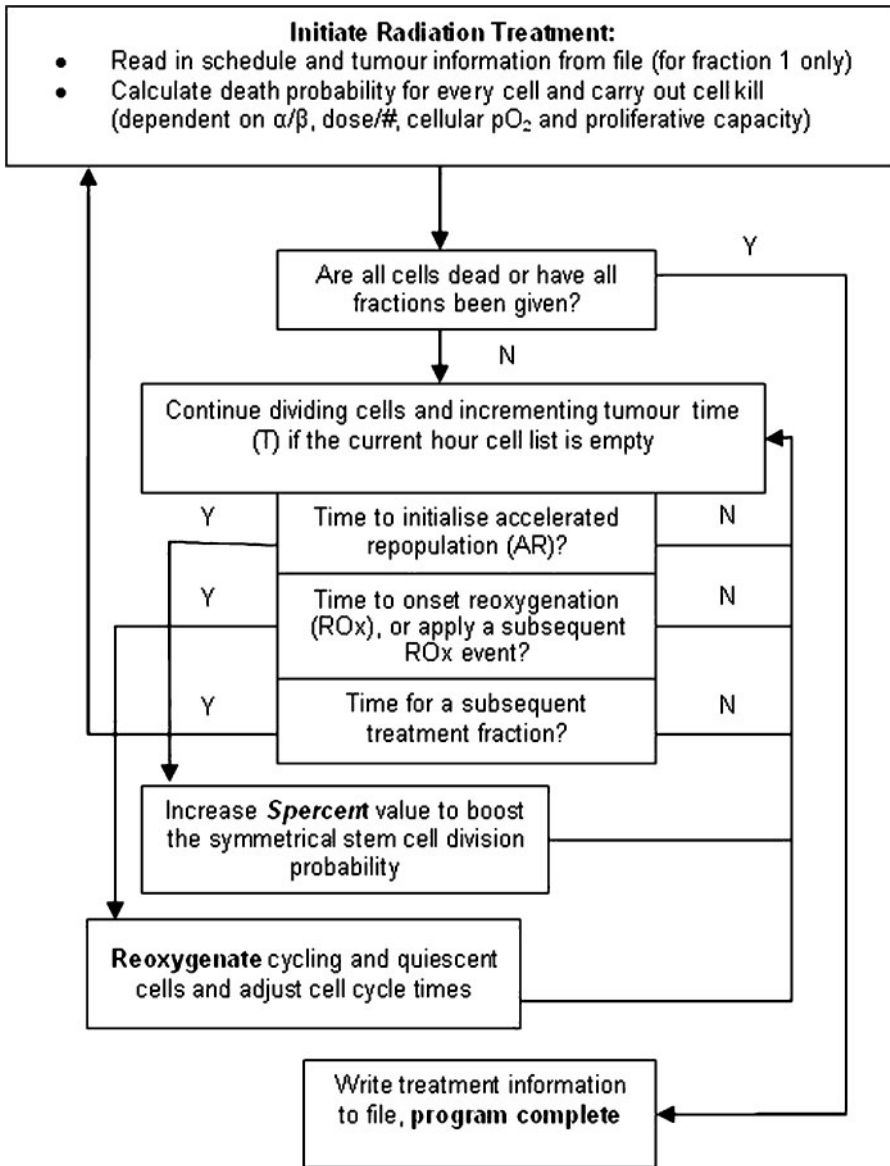 Initiate Radiation Treatment:
• Read in schedule and tumour information from file (for fraction 1 only)
• Calculate death probability for every cell and carry out cell kill
(dependent on α/β, dose/#, cellular pO₂ and proliferative capacity)
Y
Are all cells dead or have all
fractions been given?
N
Continue dividing cells and incrementing tumour time
(T) if the current hour cell list is empty
Y
Time to initialise accelerated
repopulation (AR)?
N
Y
Time to onset reoxygenation
(ROx), or apply a subsequent
ROx event?
N
Y
Time for a subsequent
treatment fraction?
N
Increase Spercent value to boost
the symmetrical stem cell division
probability
Reoxygenate cycling and quiescent
cells and adjust cell cycle times
Write treatment information
to file, program complete